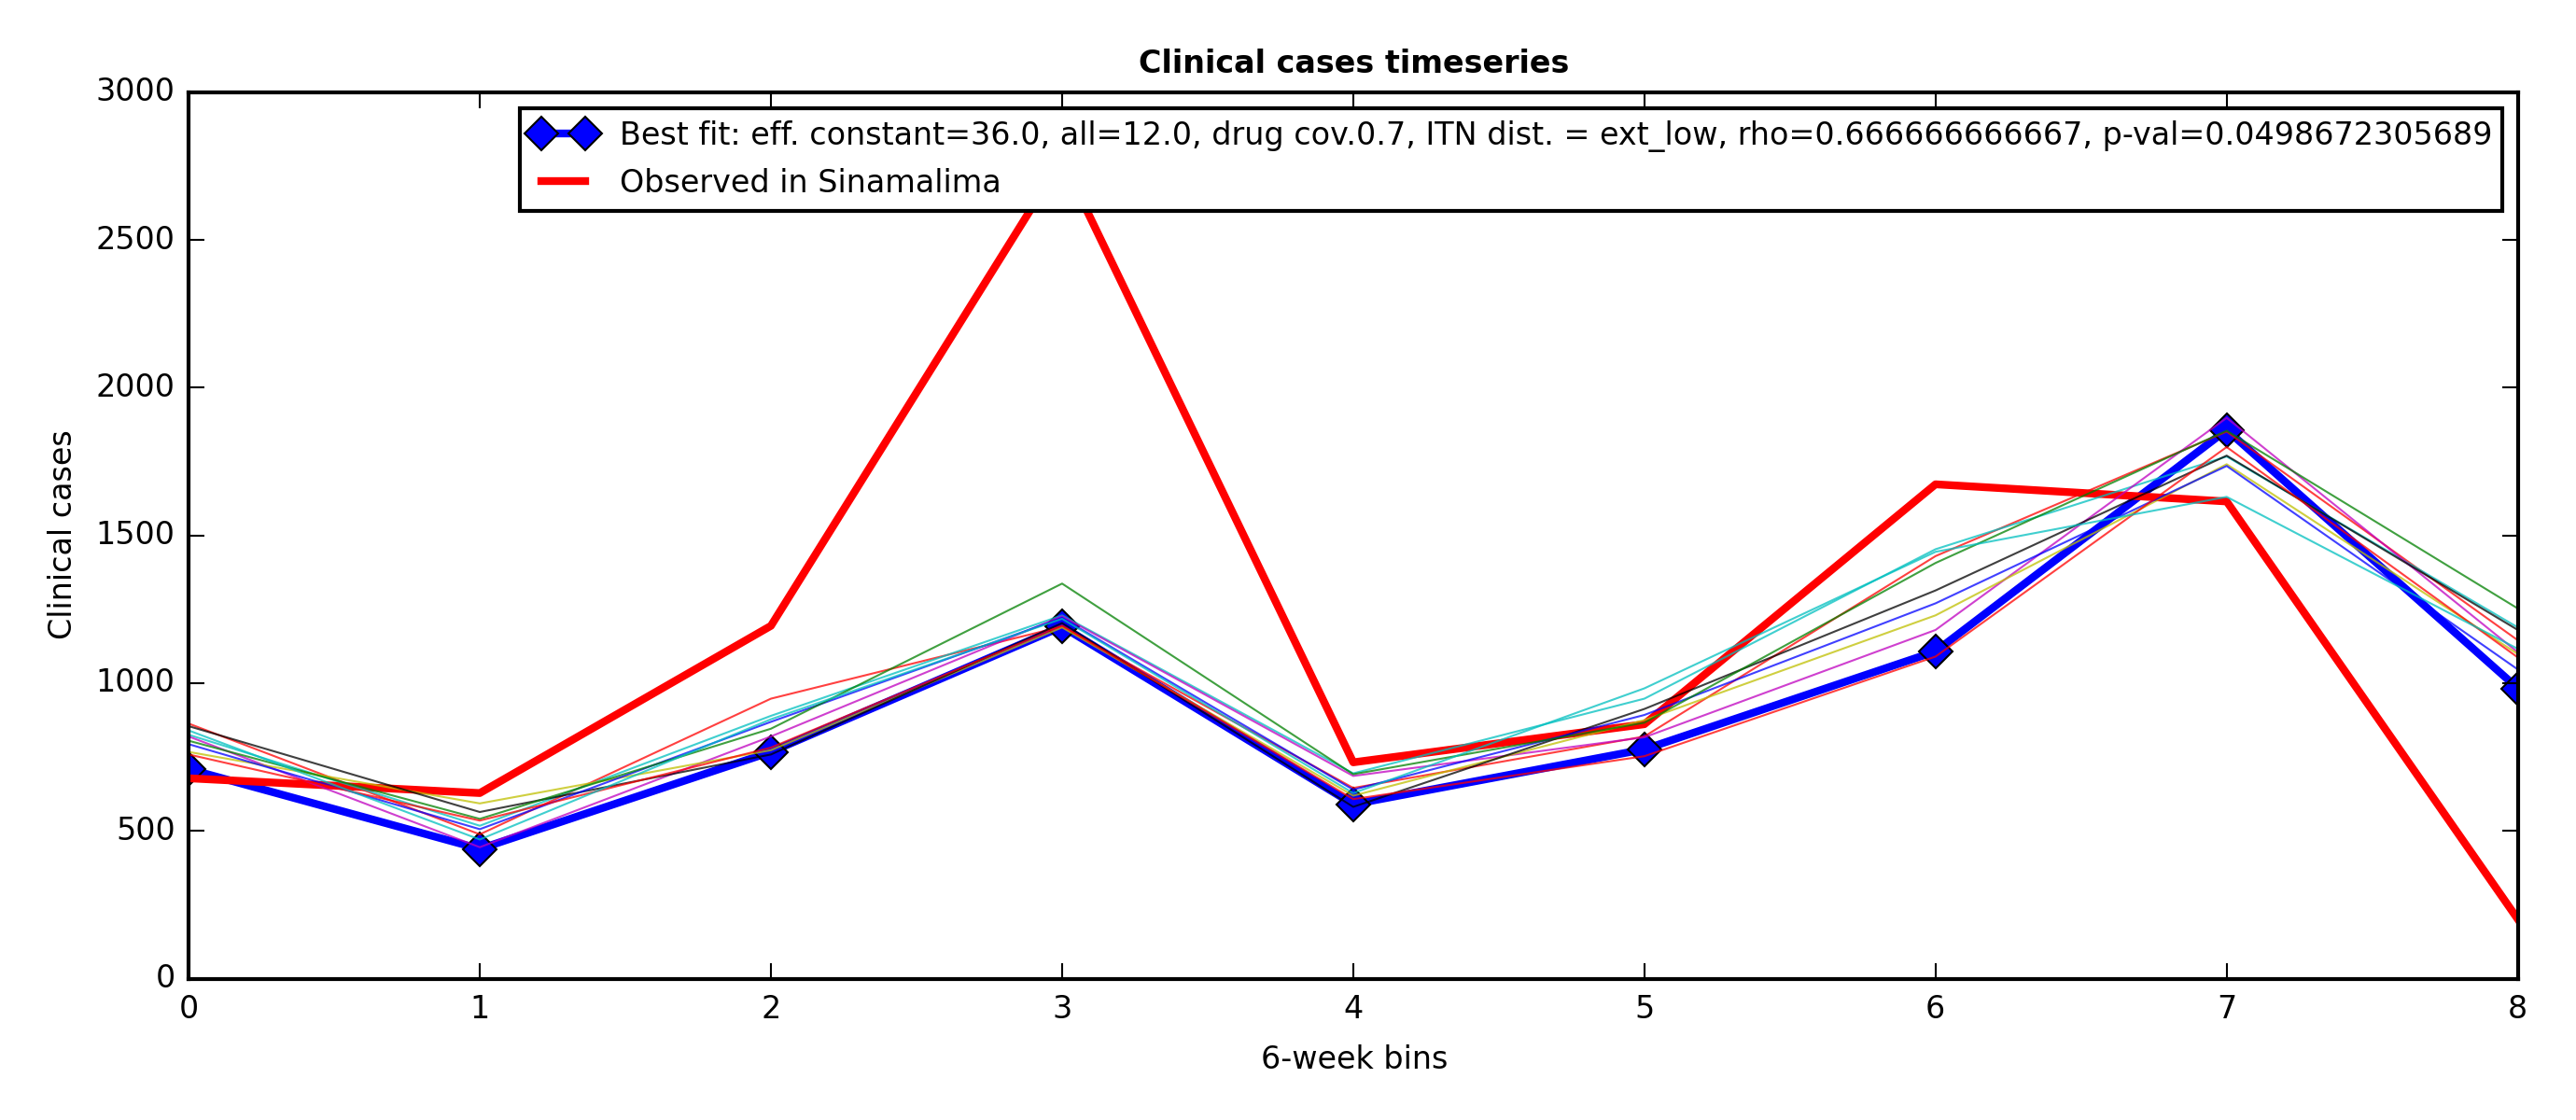 Clinical cases timeseries
3000
2500
2000
1500
1000
500
0
Clinical cases
Best fit: eff. constant=36.0, all=12.0, drug cov.0.7, ITN dist. = ext_low, rho=0.666666666667, p-val=0.0498672305689
Observed in Sinamalima
0 1 2 3 4 5 6 7 8
6-week bins